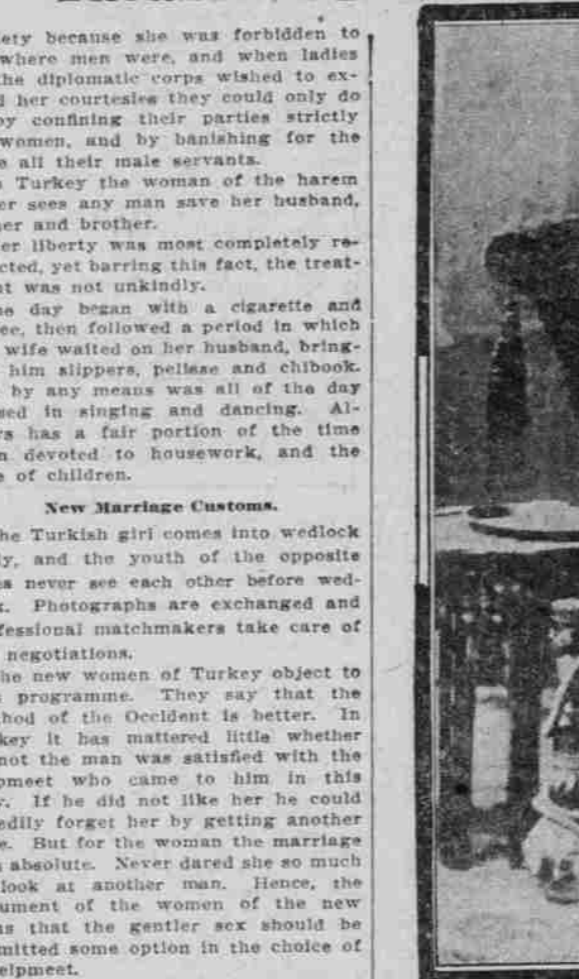 ety because she was forbidden to
where men were, and when ladies
the diplomatic corps wished to ex-
d her courtesies they could only do
by confining their parties strictly
women, and by banishing for the
e all their male servants.
n Turkey the woman of the harem
er sees any man save her husband,
her and brother.
er liberty was most completely re-
cted, yet barring this fact, the treat-
nt was not unkindly.
he day began with a cigarette and
ee, then followed a period in which
wife waited on her husband, bring-
him slippers, pelisse and chibook.
by any means was all of the day
sed in singing and dancing. Al-
rs has a fair portion of the time
n devoted to housework, and the
e of children.
New Marriage Customs.
he Turkish girl comes into wedlock
ly, and the youth of the opposite
es never see each other before wed-
k. Photographs are exchanged and
fessional matchmakers take care of
negotiations.
he new women of Turkey object to
s programme. They say that the
hod of the Occident is better. In
key it has mattered little whether
not the man was satisfied with the
pmeet who came to him in this
y. If he did not like her he could
edily forget her by getting another
e. But for the woman the marriage
s absolute. Never dared she so much
look at another man. Hence, the
ument of the women of the new
us that the gentler sex should be
mitted some option in the choice of
elpmeet.